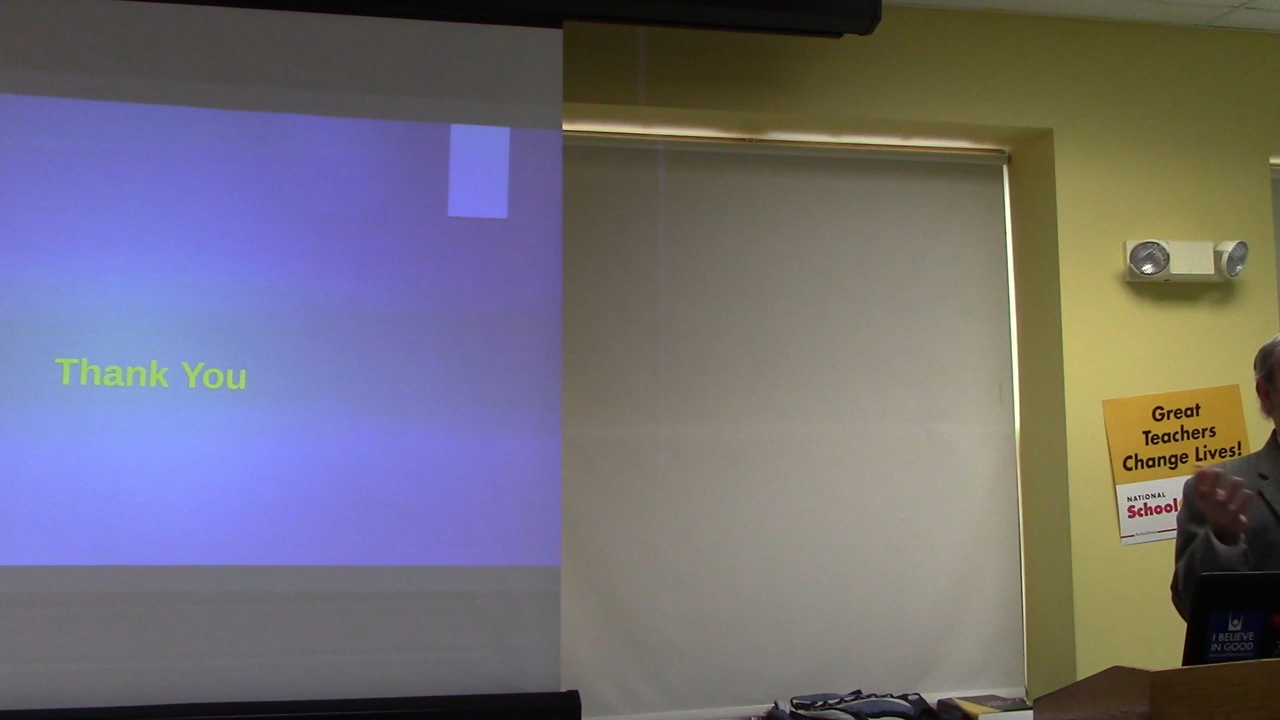 Thank You
Great
Teachers
Change Lives!
NATIONAL
School
I BELIEVE
IN GOOD